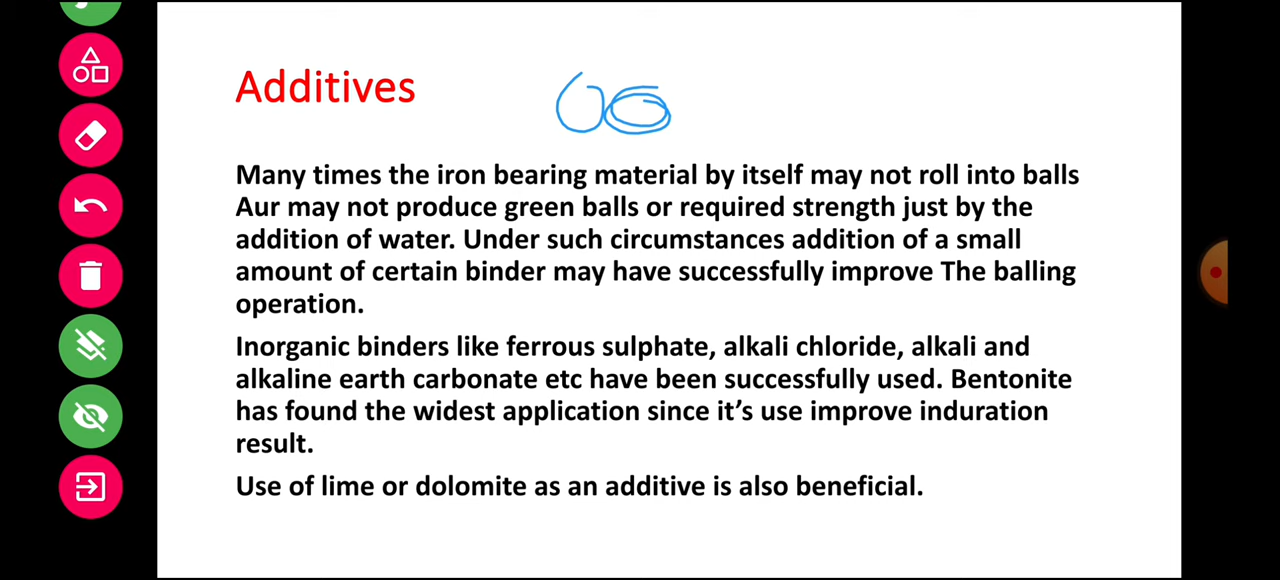 Additives
Many times the iron bearing material by itself may not roll into balls
Aur may not produce green balls or required strength just by the
addition of water. Under such circumstances addition of a small
amount of certain binder may have successfully improve The balling
operation.
Inorganic binders like ferrous sulphate, alkali chloride, alkali and
alkaline earth carbonate etc have been successfully used. Bentonite
has found the widest application since it’s use improve induration
result.
Use of lime or dolomite as an additive is also beneficial.